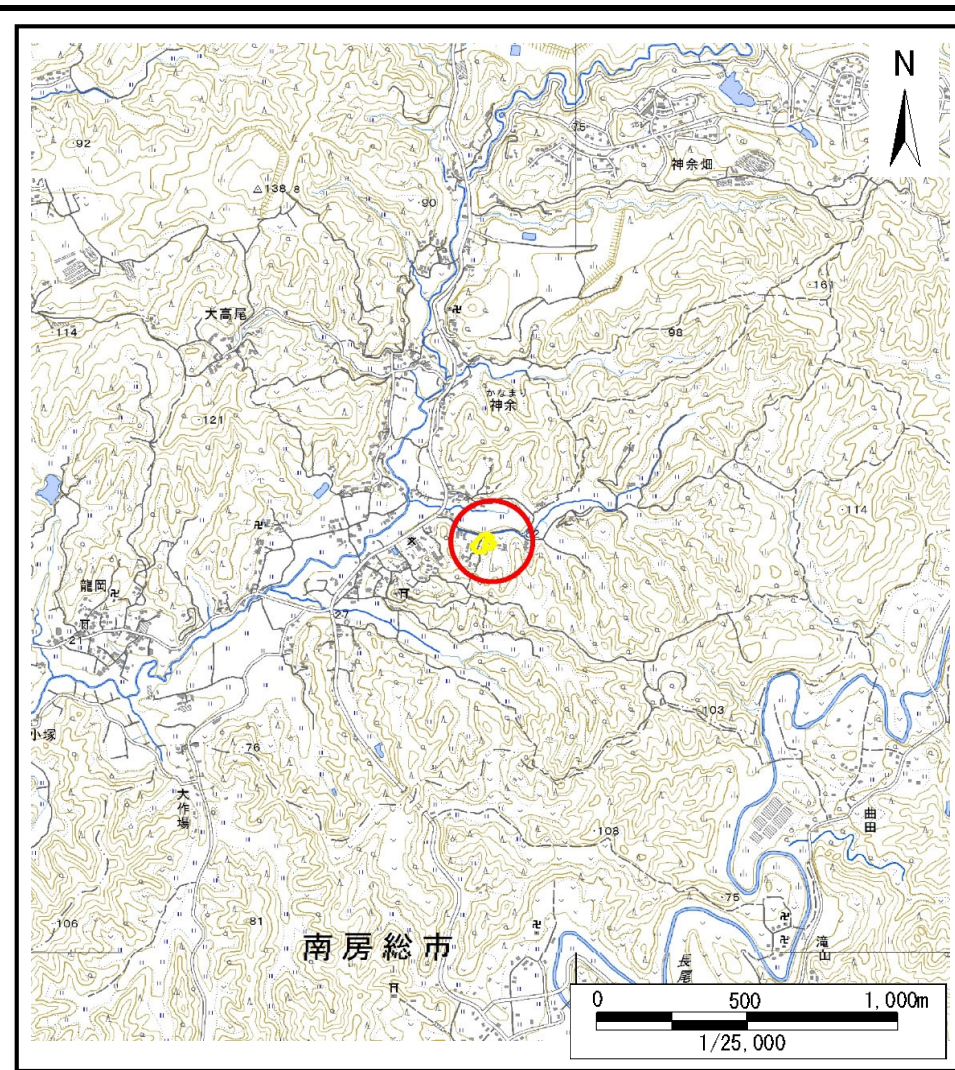 N
75
92
神余畑
138.8
90
161
大高尾
114
98
かなまり
神余
121
114
龍岡
27
21
103
小塚
76
大作場
108
曲田
75
106
81
滝山
南房総市
長尾
0 500 1,000m
1/25,000